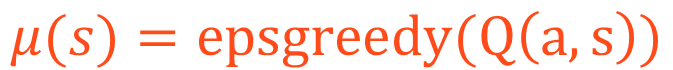 μ(s) = epsgreedy(Q(a, s))